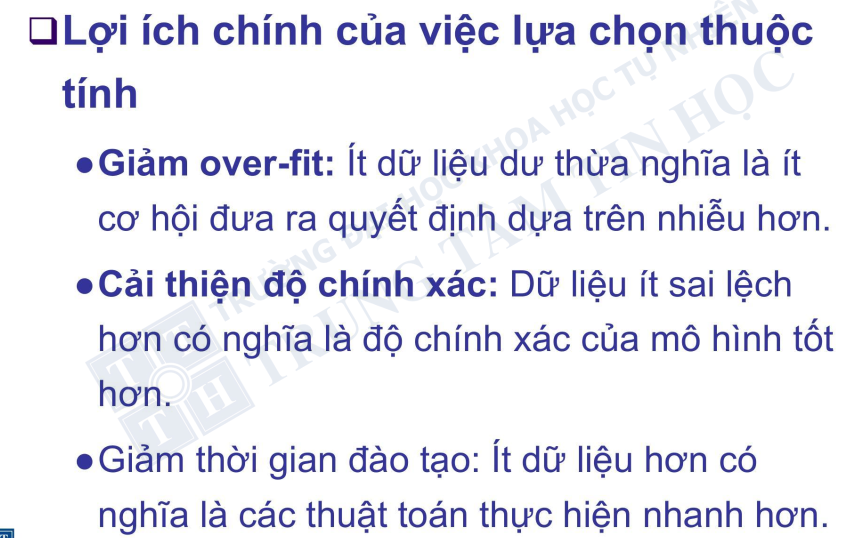 Lợi ích chính của việc lựa chọn thuộc
tính
●Giảm over-fit: Ít dữ liệu dư thừa nghĩa là ít
cơ hội đưa ra quyết định dựa trên nhiễu hơn.
●Cải thiện độ chính xác: Dữ liệu ít sai lệch
hơn có nghĩa là độ chính xác của mô hình tốt
hơn.
●Giảm thời gian đào tạo: Ít dữ liệu hơn có
nghĩa là các thuật toán thực hiện nhanh hơn.
TRƯỜNG ĐẠI HỌC KHOA HỌC TỰ NHIÊN
TRUNG TÂM TIN HỌC
T T
T H